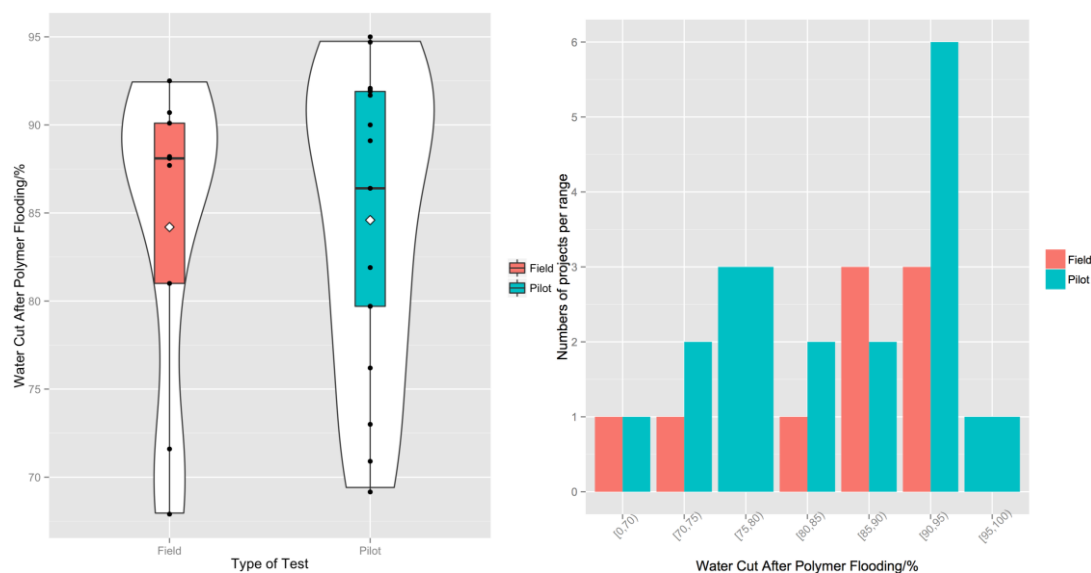 Water Cut After Polymer Flooding/%
95
90
85
80
75
70
Field
Pilot
Type of Test
Field
Pilot
Numbers of projects per range
6
5
4
3
2
1
0
[0,70)
[70,75)
[75,80)
[80,85)
[85,90)
[90,95)
[95,100)
Water Cut After Polymer Flooding/%
Field
Pilot